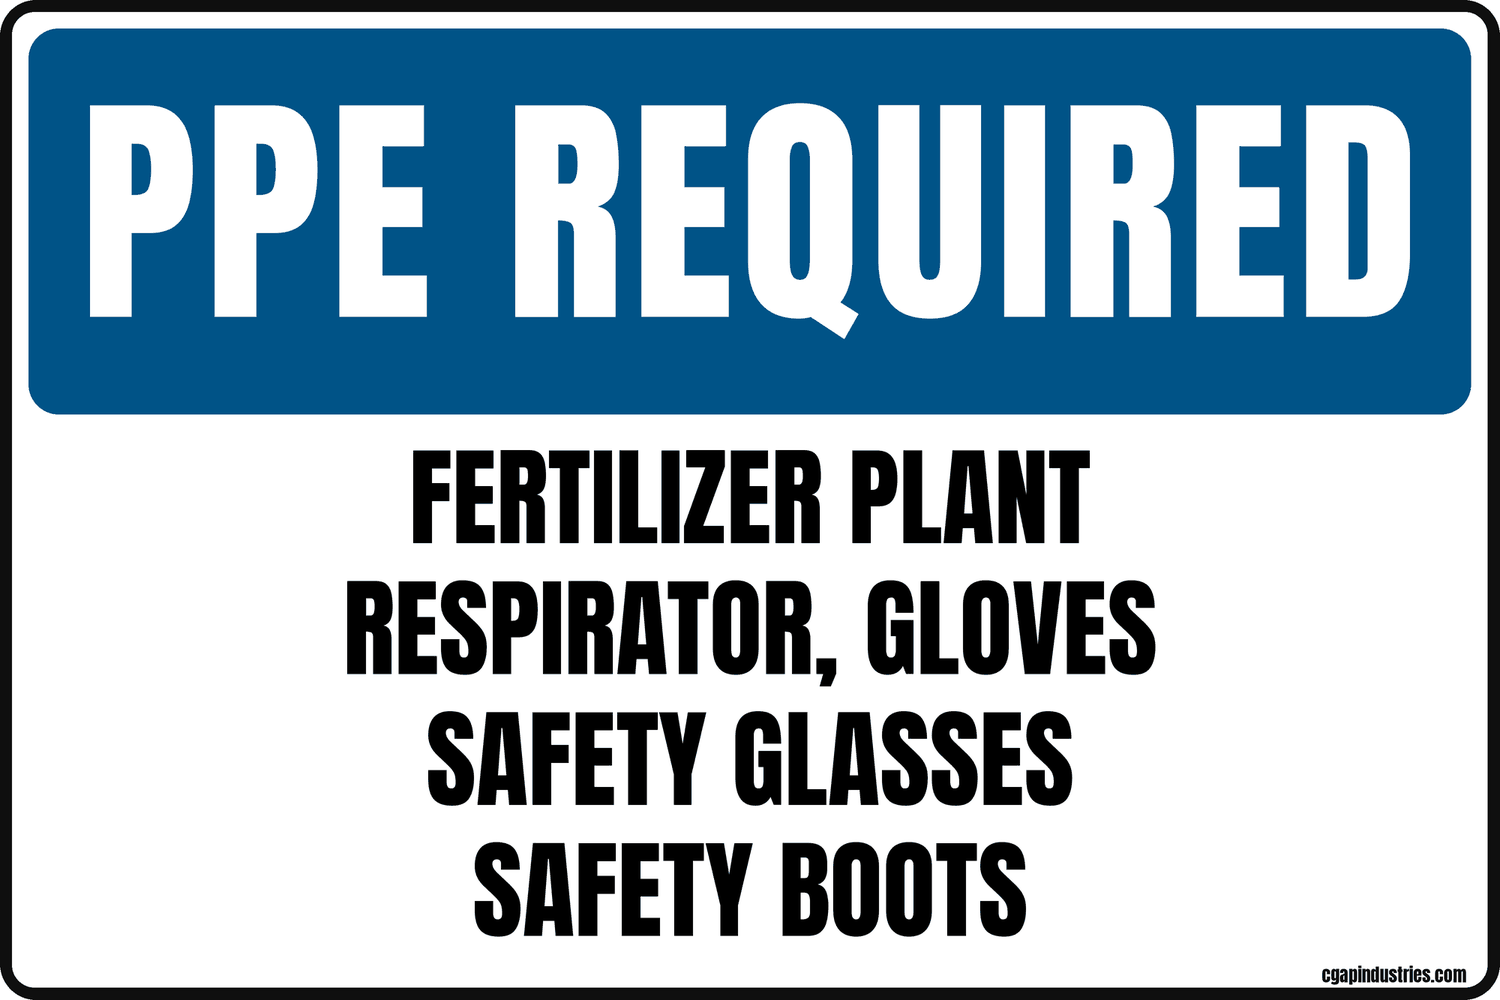 PPE REQUIRED
FERTILIZER PLANT
RESPIRATOR, GLOVES
SAFETY GLASSES
SAFETY BOOTS
cgapindustries.com